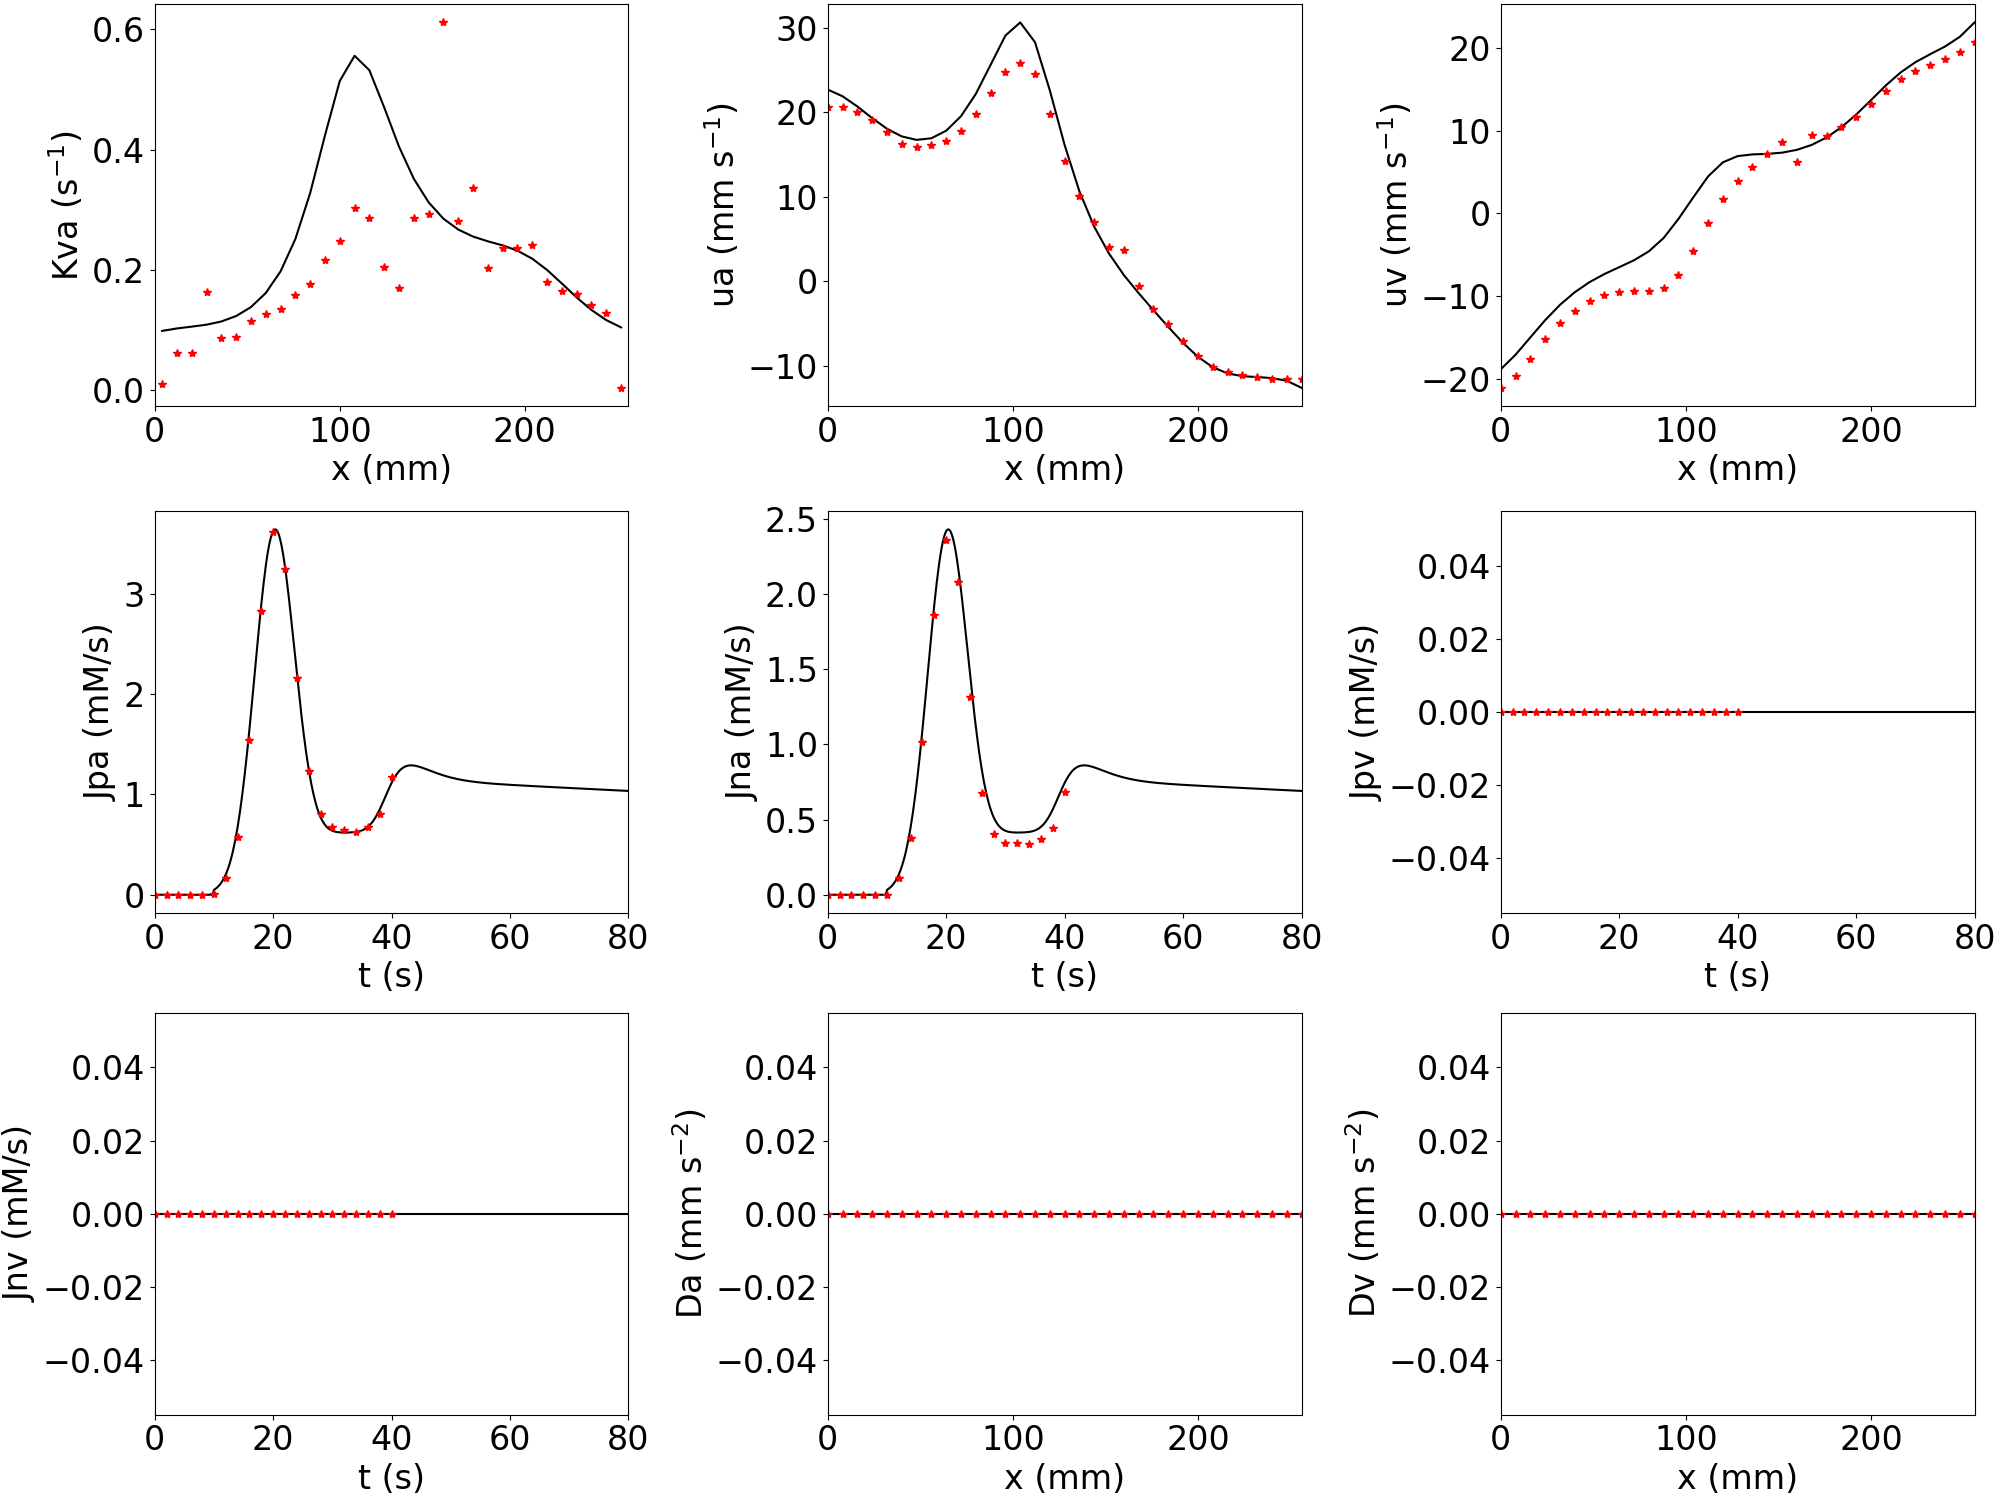 Kva (s⁻¹)
0.6
0.4
0.2
0.0
0 100 200
x (mm)
ua (mm s⁻¹)
30
20
10
0
−10
0 100 200
x (mm)
uv (mm s⁻¹)
20
10
0
−10
−20
0 100 200
x (mm)
Jpa (mM/s)
3
2
1
0
0 20 40 60 80
t (s)
Jna (mM/s)
2.5
2.0
1.5
1.0
0.5
0.0
0 20 40 60 80
t (s)
Jpv (mM/s)
0.04
0.02
0.00
−0.02
−0.04
0 20 40 60 80
t (s)
Jnv (mM/s)
0.04
0.02
0.00
−0.02
−0.04
0 20 40 60 80
t (s)
Da (mm s⁻²)
0.04
0.02
0.00
−0.02
−0.04
0 100 200
x (mm)
Dv (mm s⁻²)
0.04
0.02
0.00
−0.02
−0.04
0 100 200
x (mm)